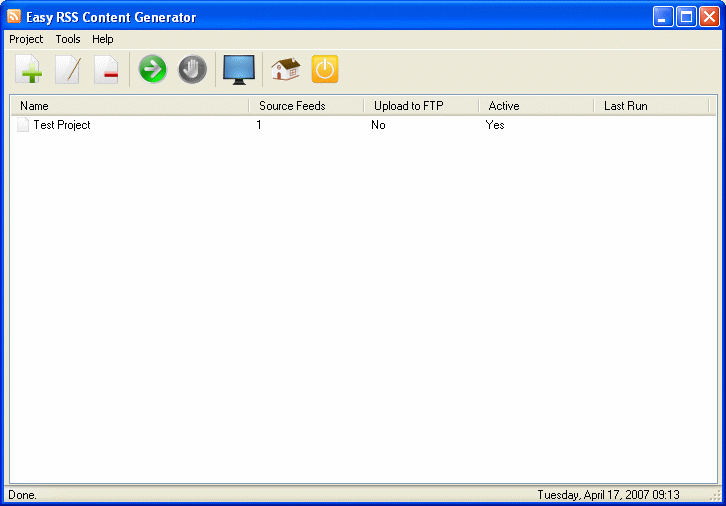 Easy RSS Content Generator
Project Tools Help
Name Source Feeds Upload to FTP Active Last Run
Test Project 1 No Yes
Done. Tuesday, April 17, 2007 09:13